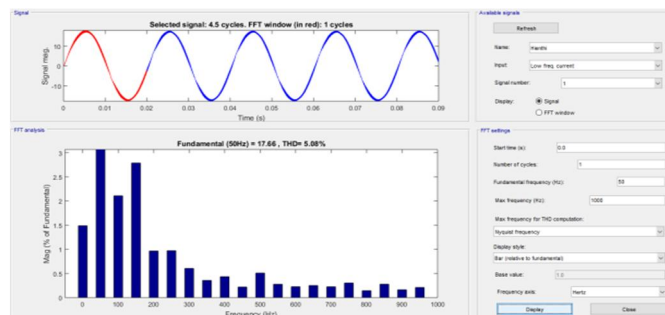 Signal
Selected signal: 4.5 cycles. FFT window (in red): 1 cycles
Signal mag.
10
0
-10
0
0.01
0.02
0.03
0.04
0.05
0.06
0.07
0.08
0.09
Time (s)
FFT analysis
Fundamental (50Hz) = 17.66 , THD= 5.08%
Mag (% of Fundamental)
3
2.5
2
1.5
1
0.5
0
0
100
200
300
400
500
600
700
800
900
1000
Frequency (Hz)
Available signals
Refresh
Name:
Input:
Low freq. current
Signal number:
1
Display:
Signal
FFT window
FFT settings
Start time (s):
0.0
Number of cycles:
1
Fundamental frequency (Hz):
50
Max frequency (Hz):
1000
Max frequency for THD computation:
Nyquist frequency
Display style:
Bar (relative to fundamental)
Base value:
1.0
Frequency axis:
Hertz
Display
Close